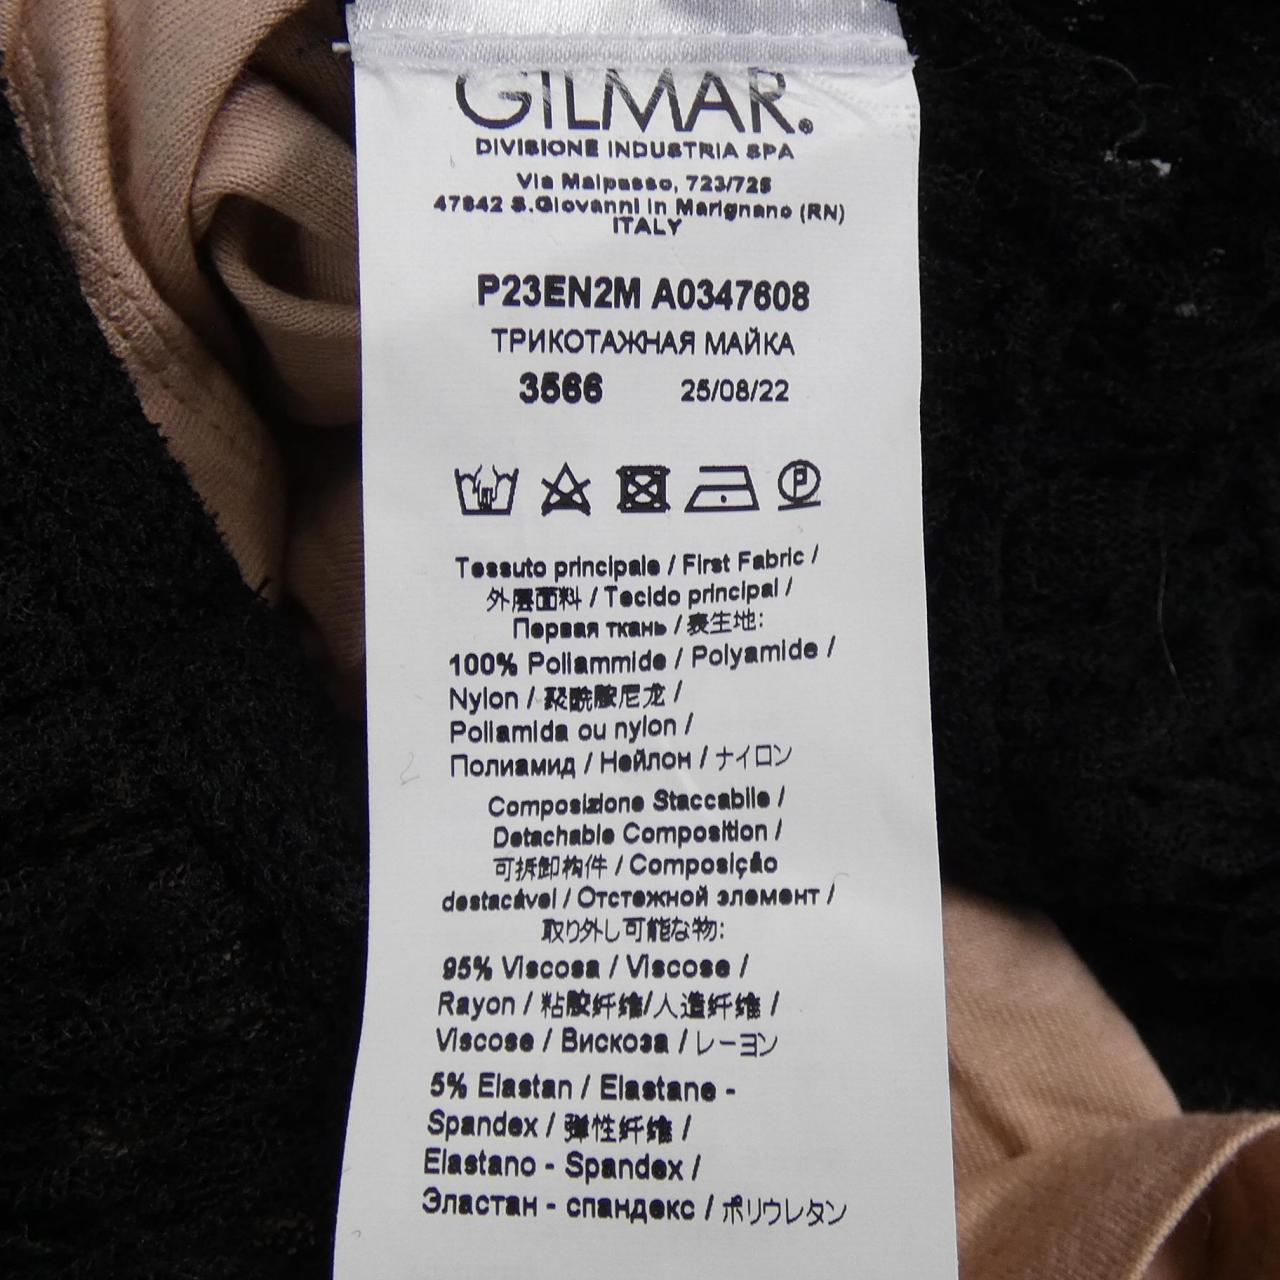 GILMAR®
DIVISIONE INDUSTRIA SPA
Via Malpasso, 723/725
47842 S.Giovanni in Marignano (RN)
ITALY
P23EN2M A0347608
ТРИКОТАЖНАЯ МАЙКА
3566 25/08/22
P
Tessuto principale / First Fabric /
外层面料 / Tecido principal /
Первая ткань / 表生地:
100% Poliammide / Polyamide /
Nylon / 聚酰胺尼龙 /
Poliamida ou nylon /
Полиамид / Нейлон / ナイロン
Composizione Staccabile /
Detachable Composition /
可拆卸构件 / Composição
destacável / Отстежной элемент /
取り外し可能な物:
95% Viscosa / Viscose /
Rayon / 粘胶纤维/人造纤维 /
Viscose / Вискоза / レーヨン
5% Elastan / Elastane -
Spandex / 弹性纤维 /
Elastano - Spandex /
Эластан - спандекс / ポリウレタン